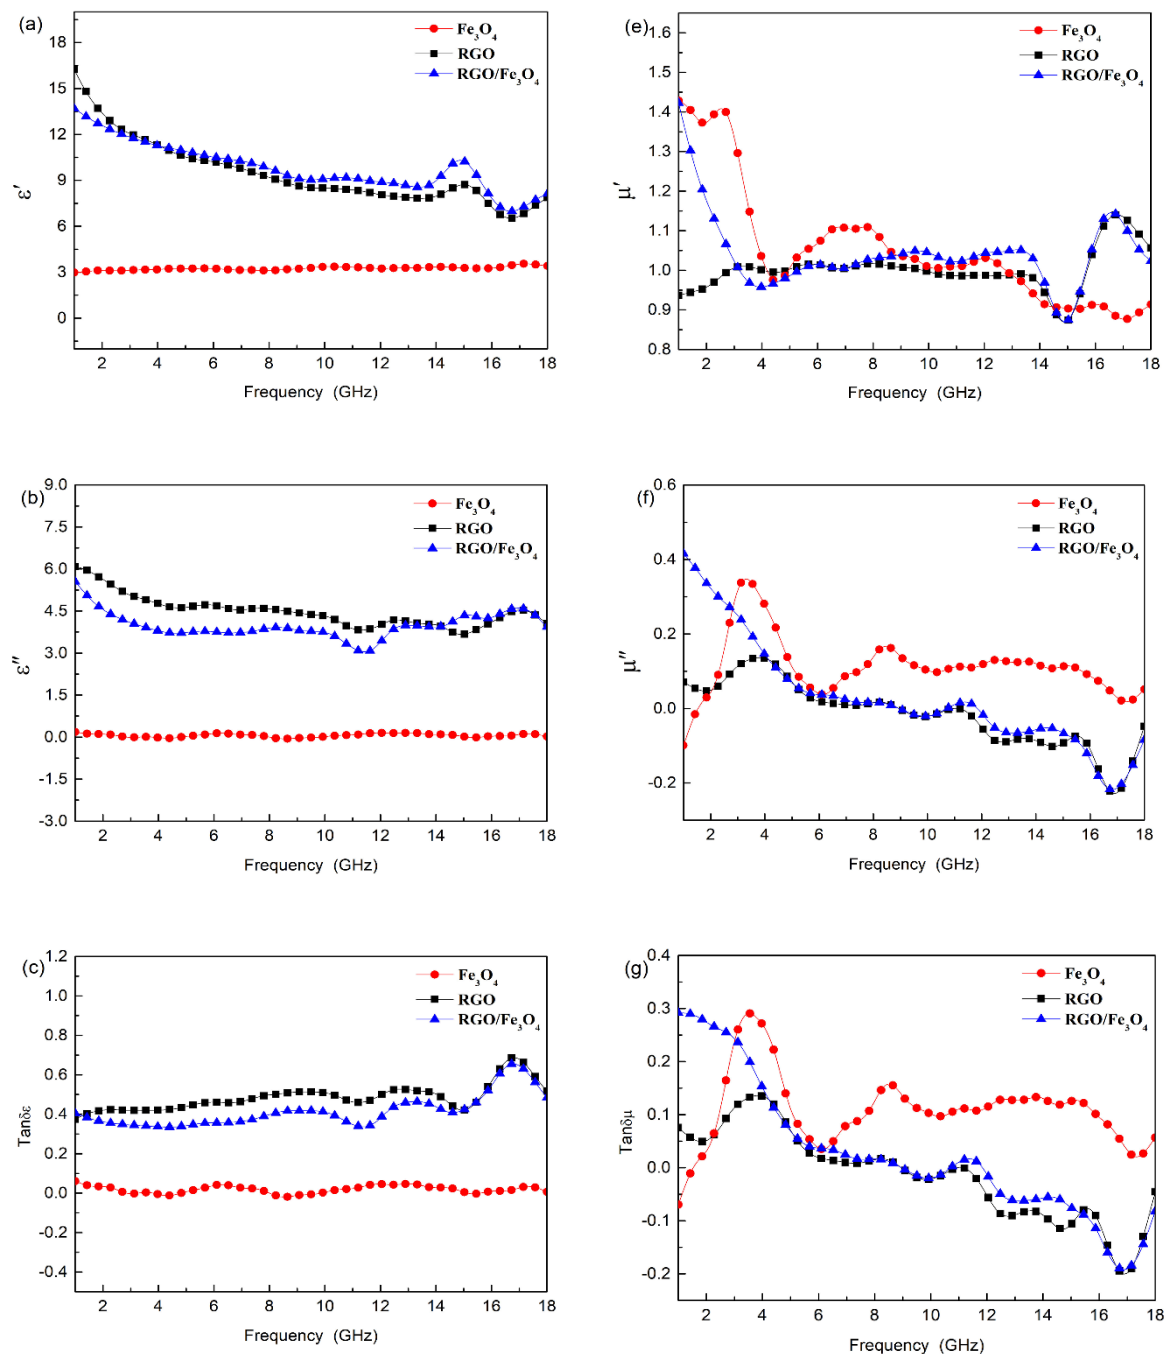 (a)
18
15
12
9
6
3
0
ε′
Fe₃O₄
RGO
RGO/Fe₃O₄
2 4 6 8 10 12 14 16 18
Frequency (GHz)
(e)
1.6
1.5
1.4
1.3
1.2
1.1
1.0
0.9
0.8
μ′
Fe₃O₄
RGO
RGO/Fe₃O₄
2 4 6 8 10 12 14 16 18
Frequency (GHz)
(b)
9.0
7.5
6.0
4.5
3.0
1.5
0.0
-1.5
-3.0
ε″
Fe₃O₄
RGO
RGO/Fe₃O₄
2 4 6 8 10 12 14 16 18
Frequency (GHz)
(f)
0.6
0.4
0.2
0.0
-0.2
μ″
Fe₃O₄
RGO
RGO/Fe₃O₄
2 4 6 8 10 12 14 16 18
Frequency (GHz)
(c)
1.2
1.0
0.8
0.6
0.4
0.2
0.0
-0.2
-0.4
Tanδε
Fe₃O₄
RGO
RGO/Fe₃O₄
2 4 6 8 10 12 14 16 18
Frequency (GHz)
(g)
0.4
0.3
0.2
0.1
0.0
-0.1
-0.2
Tanδμ
Fe₃O₄
RGO
RGO/Fe₃O₄
2 4 6 8 10 12 14 16 18
Frequency (GHz)